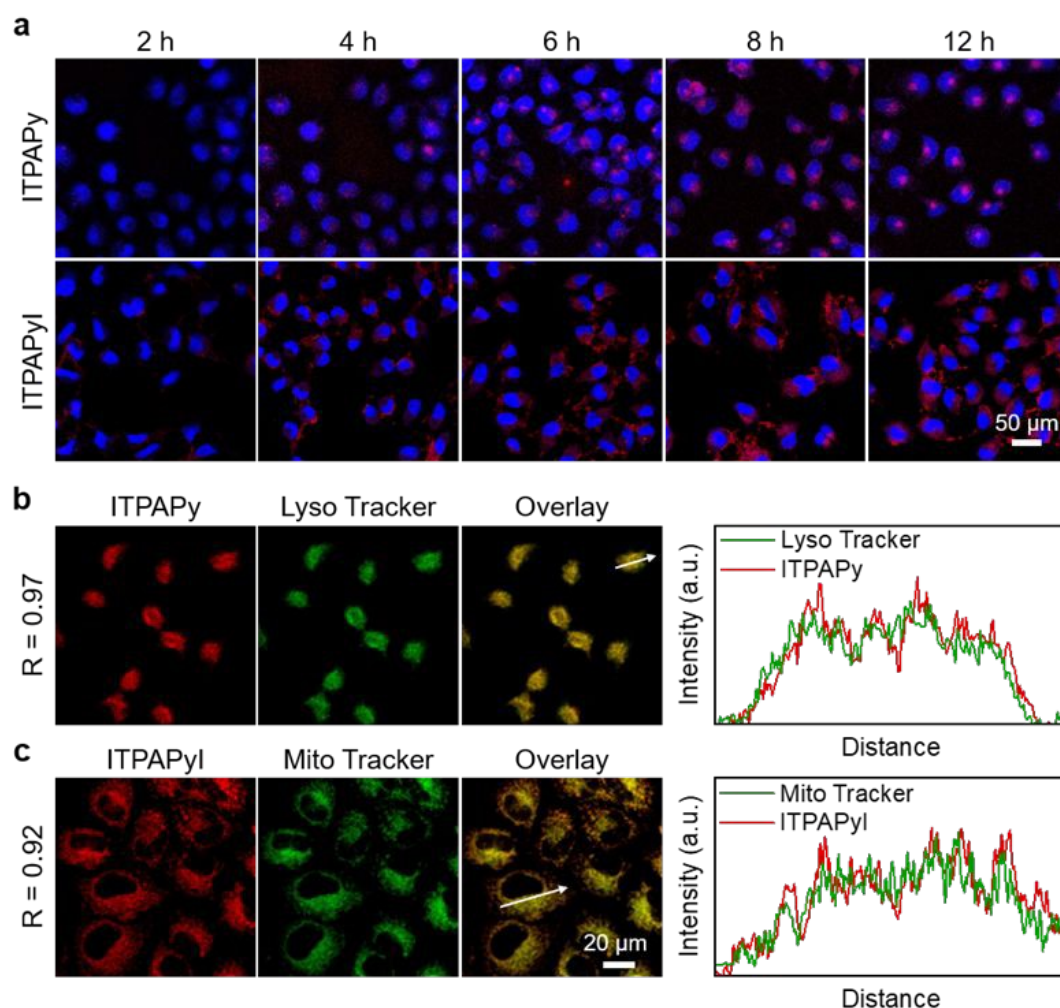 a
2 h 4 h 6 h 8 h 12 h
ITPAPy
ITPAPyI
50 μm
b
ITPAPy Lyso Tracker Overlay
R = 0.97
Lyso Tracker
ITPAPy
Intensity (a.u.)
Distance
c
ITPAPyI Mito Tracker Overlay
R = 0.92
20 μm
Mito Tracker
ITPAPyI
Intensity (a.u.)
Distance